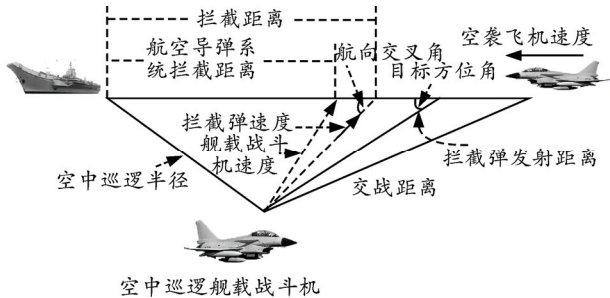 拦截距离
航空导弹系
统拦截距离
航向交叉角
目标方位角
空袭飞机速度
拦截弹速度
舰载战斗
机速度
空中巡逻半径
拦截弹发射距离
交战距离
空中巡逻舰载战斗机